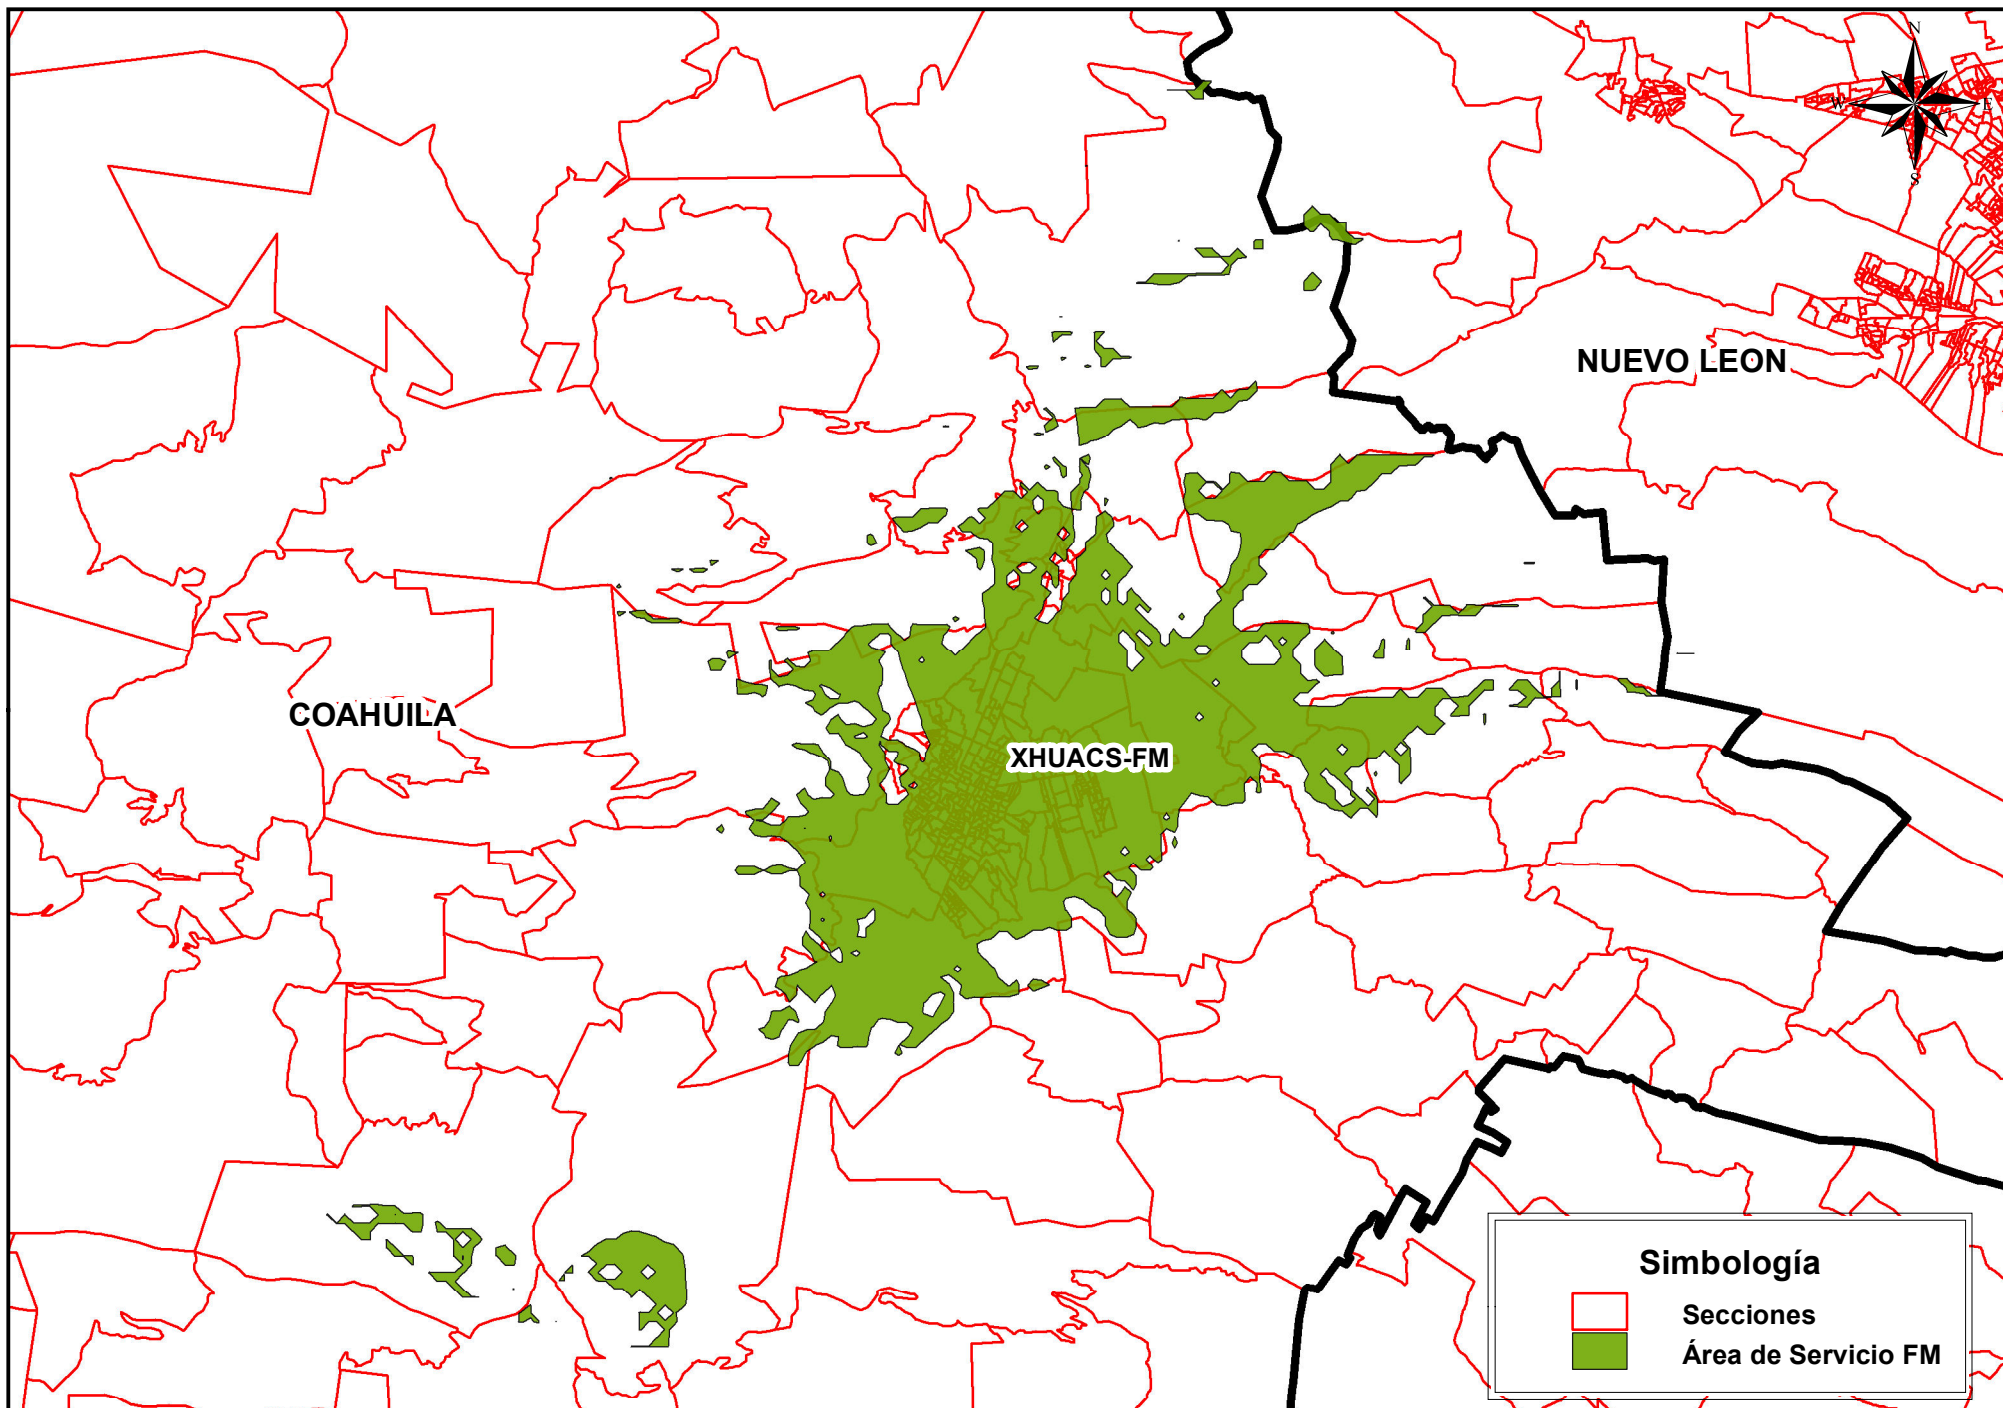 N
W E
S
NUEVO LEON
COAHUILA
XHUACS-FM
Simbología
Secciones
Área de Servicio FM